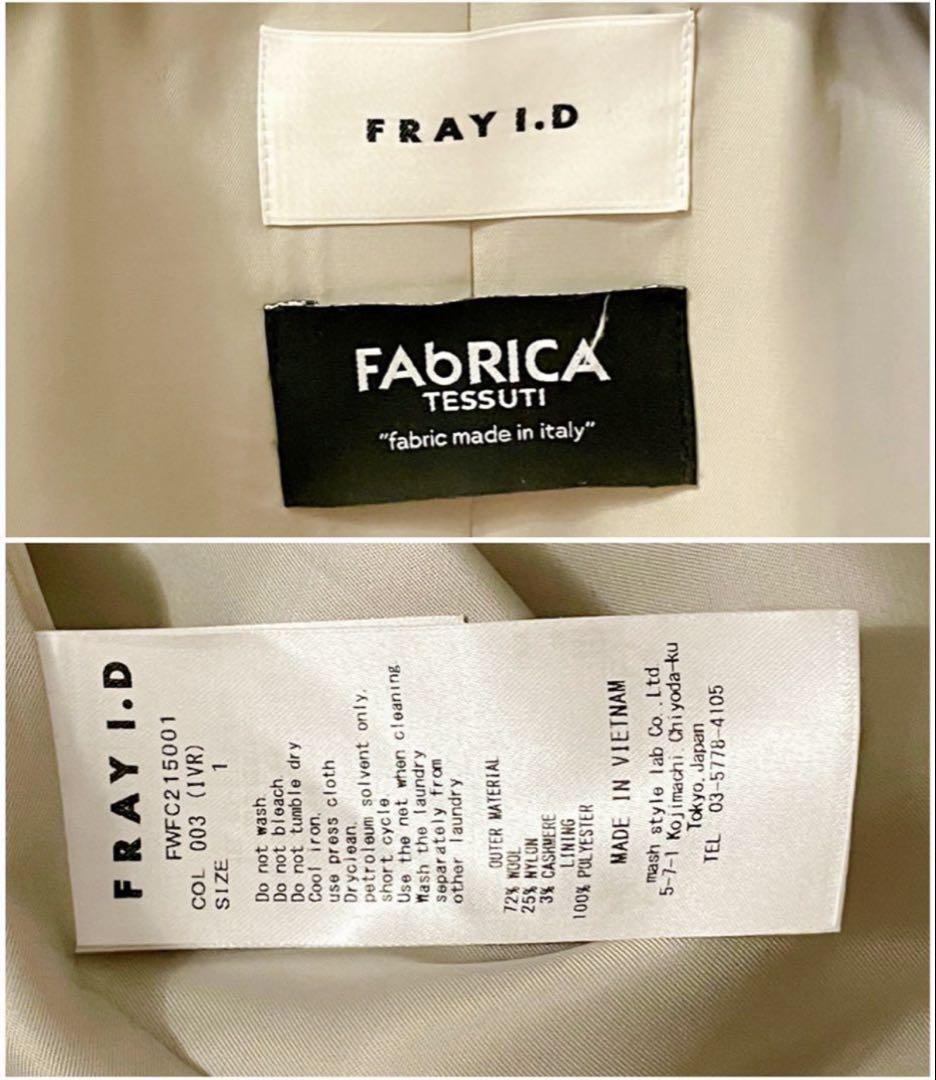 FRAY I.D
FAbRICA
TESSUTI
"fabric made in italy"
FRAY I.D
FWFC215001
COL 003 (IVR)
SIZE 1
Do not wash.
Do not bleach.
Do not tumble dry
Cool iron.
use press cloth
Dryclean.
petroleum solvent only,
short cycle
Use the net when cleaning.
Wash the laundry
separately from
other laundry
OUTER MATERIAL
72% WOOL
25% NYLON
3% CASHMERE
LINING
100% POLYESTER
MADE IN VIETNAM
mash style lab Co.,Ltd.
5-7-1 Kojimachi Chiyoda-ku
Tokyo.Japan
TEL 03-5778-4105